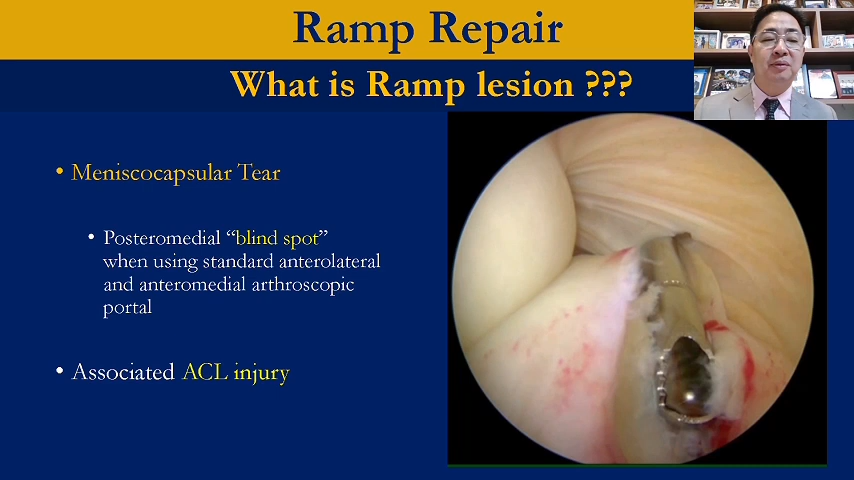 Ramp Repair
What is Ramp lesion ???
• Meniscocapsular Tear
• Posteromedial “blind spot”
when using standard anterolateral
and anteromedial arthroscopic
portal
• Associated ACL injury